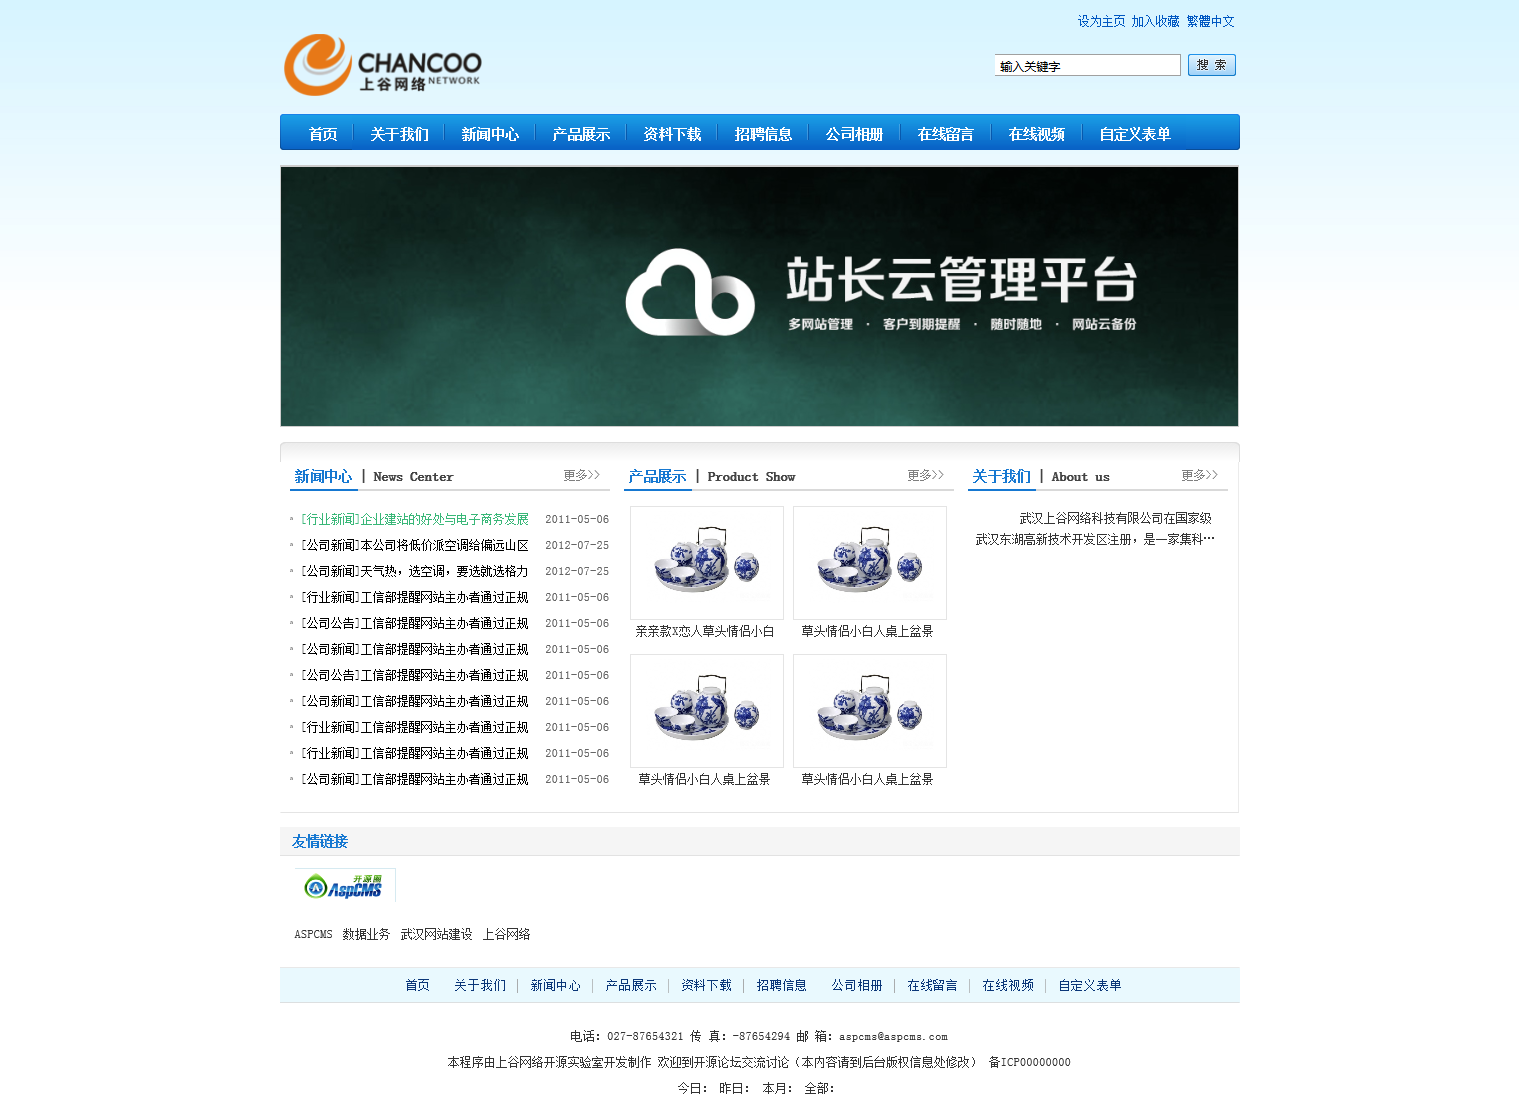 设为主页 加入收藏 繁體中文
CHANCOO
上谷网络 NETWORK
输入关键字 搜 索
首页 关于我们 新闻中心 产品展示 资料下载 招聘信息 公司相册 在线留言 在线视频 自定义表单
站长云管理平台
多网站管理 · 客户到期提醒 · 随时随地 · 网站云备份
新闻中心 | News Center 更多>>
[行业新闻]企业建站的好处与电子商务发展 2011-05-06
[公司新闻]本公司将低价派空调给偏远山区 2012-07-25
[公司新闻]天气热，选空调，要选就选格力 2012-07-25
[行业新闻]工信部提醒网站主办者通过正规 2011-05-06
[公司公告]工信部提醒网站主办者通过正规 2011-05-06
[公司新闻]工信部提醒网站主办者通过正规 2011-05-06
[公司公告]工信部提醒网站主办者通过正规 2011-05-06
[公司新闻]工信部提醒网站主办者通过正规 2011-05-06
[行业新闻]工信部提醒网站主办者通过正规 2011-05-06
[行业新闻]工信部提醒网站主办者通过正规 2011-05-06
[公司新闻]工信部提醒网站主办者通过正规 2011-05-06
产品展示 | Product Show 更多>>
亲亲款X恋人草头情侣小白 草头情侣小白人桌上盆景
草头情侣小白人桌上盆景 草头情侣小白人桌上盆景
关于我们 | About us 更多>>
武汉上谷网络科技有限公司在国家级
武汉东湖高新技术开发区注册，是一家集科…
友情链接
开源圈
AspCMS
ASPCMS 数据业务 武汉网站建设 上谷网络
首页 关于我们 | 新闻中心 | 产品展示 | 资料下载 | 招聘信息 公司相册 | 在线留言 | 在线视频 | 自定义表单
电话：027-87654321 传 真：-87654294 邮 箱：aspcms@aspcms.com
本程序由上谷网络开源实验室开发制作 欢迎到开源论坛交流讨论（本内容请到后台版权信息处修改） 备ICP00000000
今日： 昨日： 本月： 全部：